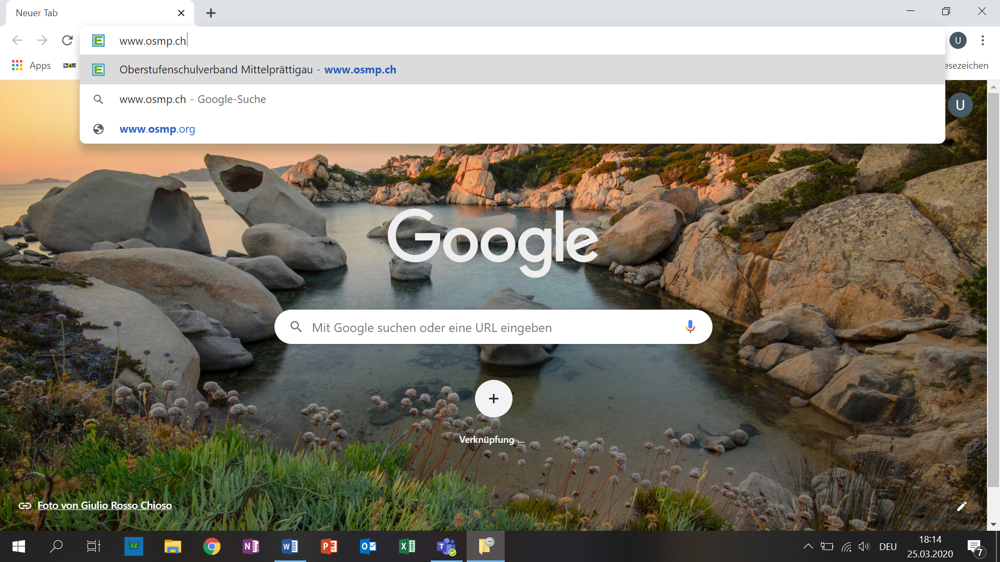 Neuer Tab
www.osmp.ch
U
Apps
esezeichen
Oberstufenschulverband Mittelprättigau - www.osmp.ch
www.osmp.ch - Google-Suche
U
www.osmp.org
Google
Mit Google suchen oder eine URL eingeben
Verknüpfung ...
Foto von Giulio Rosso Chioso
DEU
18:14
25.03.2020
7